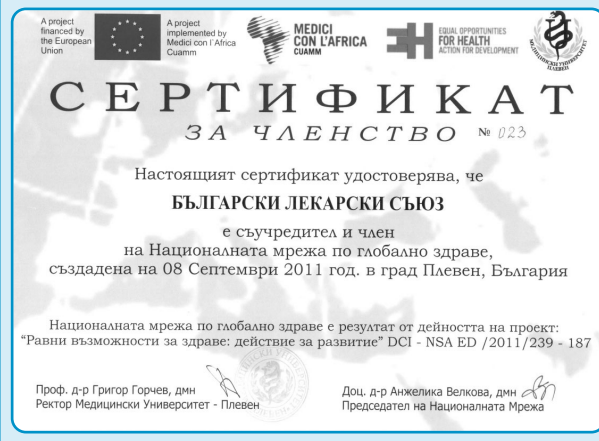 A project
financed by
the European
Union
A project
implemented by
Medici con l'Africa
Cuamm
MEDICI
CON L'AFRICA
CUAMM
EQUAL OPPORTUNITIES
FOR HEALTH
ACTION FOR DEVELOPMENT
МЕДИЦИНСКИ УНИВЕРСИТЕТ
ПЛЕВЕН
СЕРТИФИКАТ
ЗА ЧЛЕНСТВО № 023
Настоящият сертификат удостоверява, че
БЪЛГАРСКИ ЛЕКАРСКИ СЪЮЗ
е съучредител и член
на Националната мрежа по глобално здраве,
създадена на 08 Септември 2011 год. в град Плевен, България
Националната мрежа по глобално здраве е резултат от дейността на проект:
“Равни възможности за здраве: действие за развитие” DCI - NSA ED /2011/239 - 187
Проф. д-р Григор Горчев, дмн
Ректор Медицински Университет - Плевен
Доц. д-р Анжелика Велкова, дмн
Председател на Националната Мрежа